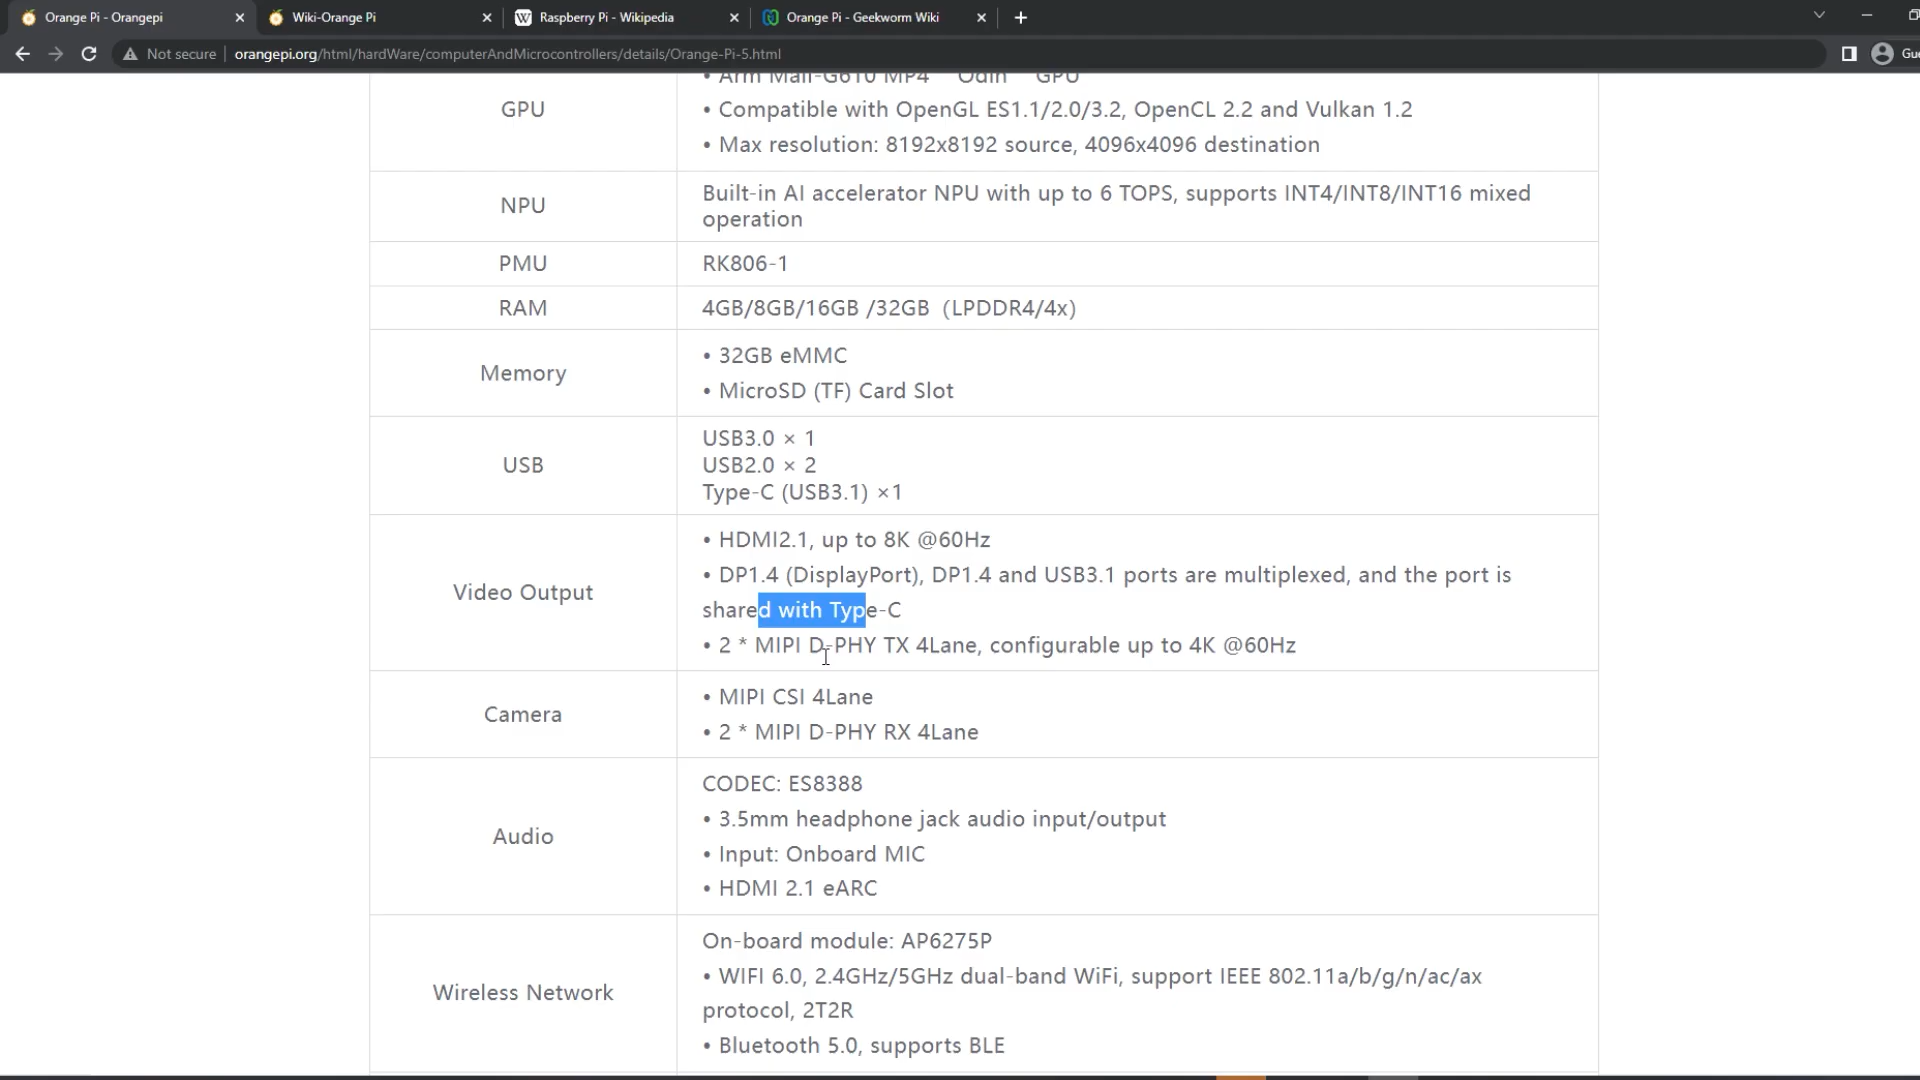 Orange Pi - Orangepi
Wiki-Orange Pi
Raspberry Pi - Wikipedia
Orange Pi - Geekworm Wiki
Not secure
orangepi.org/html/hardWare/computerAndMicrocontrollers/details/Orange-Pi-5.html
Gue
GPU
• Arm Mali-G610 MP4 Odin GPU
• Compatible with OpenGL ES1.1/2.0/3.2, OpenCL 2.2 and Vulkan 1.2
• Max resolution: 8192x8192 source, 4096x4096 destination
NPU
Built-in AI accelerator NPU with up to 6 TOPS, supports INT4/INT8/INT16 mixed
operation
PMU
RK806-1
RAM
4GB/8GB/16GB /32GB（LPDDR4/4x）
Memory
• 32GB eMMC
• MicroSD (TF) Card Slot
USB
USB3.0 × 1
USB2.0 × 2
Type-C (USB3.1) ×1
Video Output
• HDMI2.1, up to 8K @60Hz
• DP1.4 (DisplayPort), DP1.4 and USB3.1 ports are multiplexed, and the port is
shared with Type-C
• 2 * MIPI D-PHY TX 4Lane, configurable up to 4K @60Hz
Camera
• MIPI CSI 4Lane
• 2 * MIPI D-PHY RX 4Lane
Audio
CODEC: ES8388
• 3.5mm headphone jack audio input/output
• Input: Onboard MIC
• HDMI 2.1 eARC
Wireless Network
On-board module: AP6275P
• WIFI 6.0, 2.4GHz/5GHz dual-band WiFi, support IEEE 802.11a/b/g/n/ac/ax
protocol, 2T2R
• Bluetooth 5.0, supports BLE